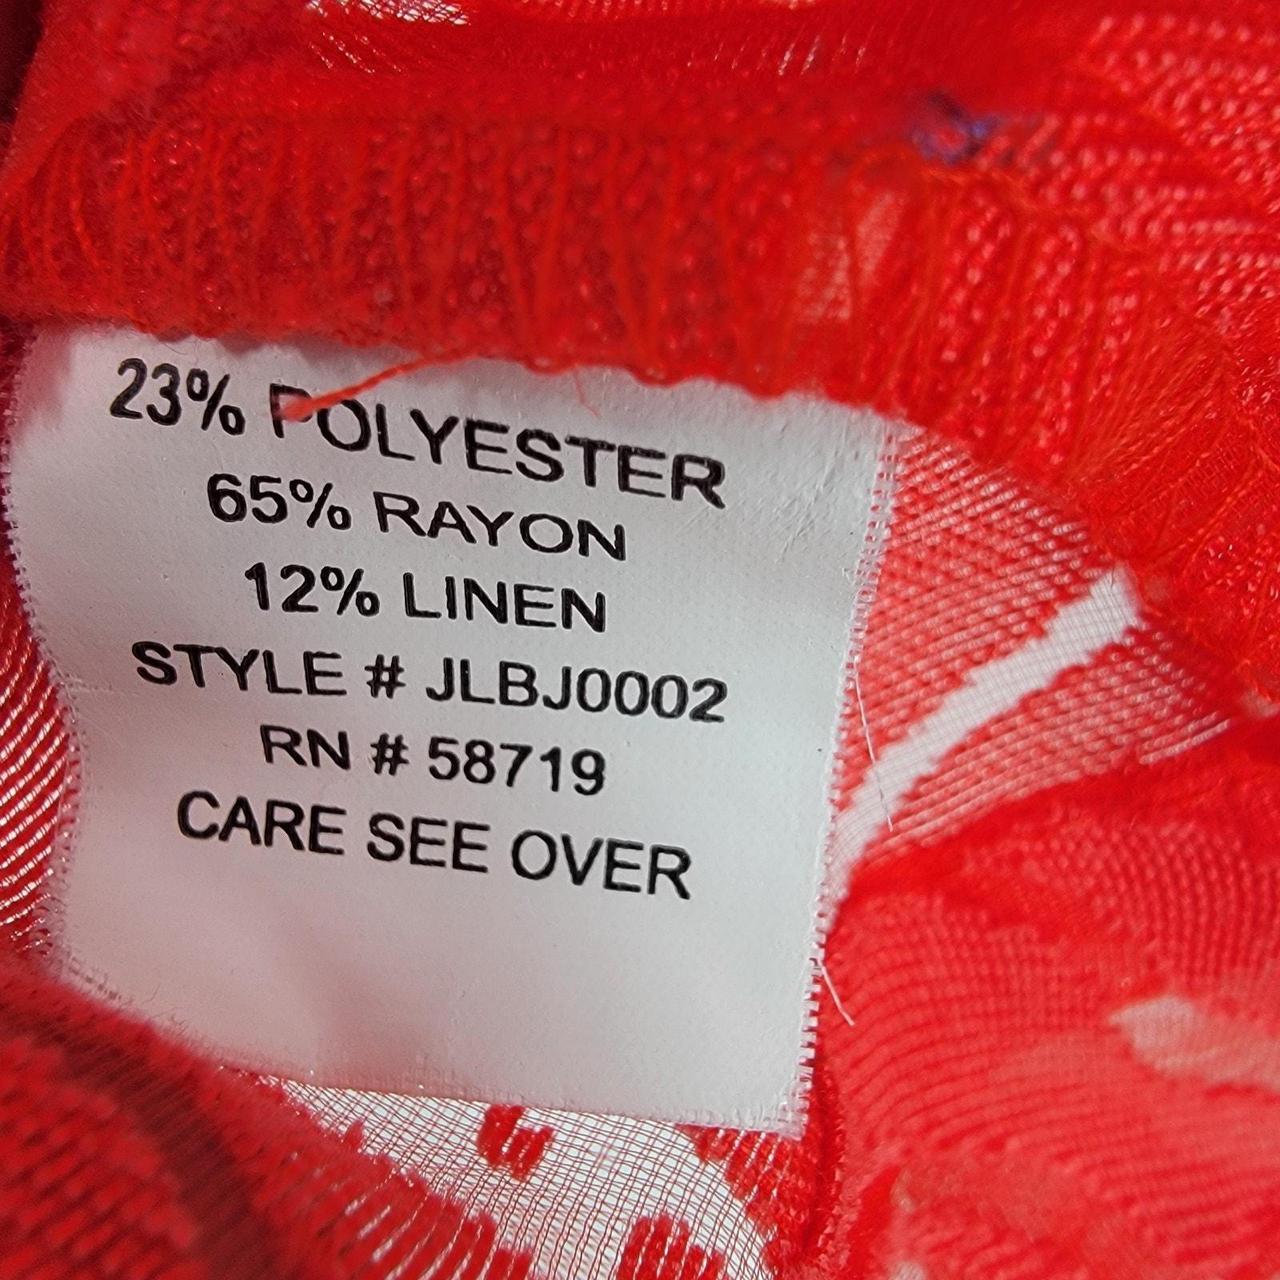 23% POLYESTER
65% RAYON
12% LINEN
STYLE # JLBJ0002
RN # 58719
CARE SEE OVER